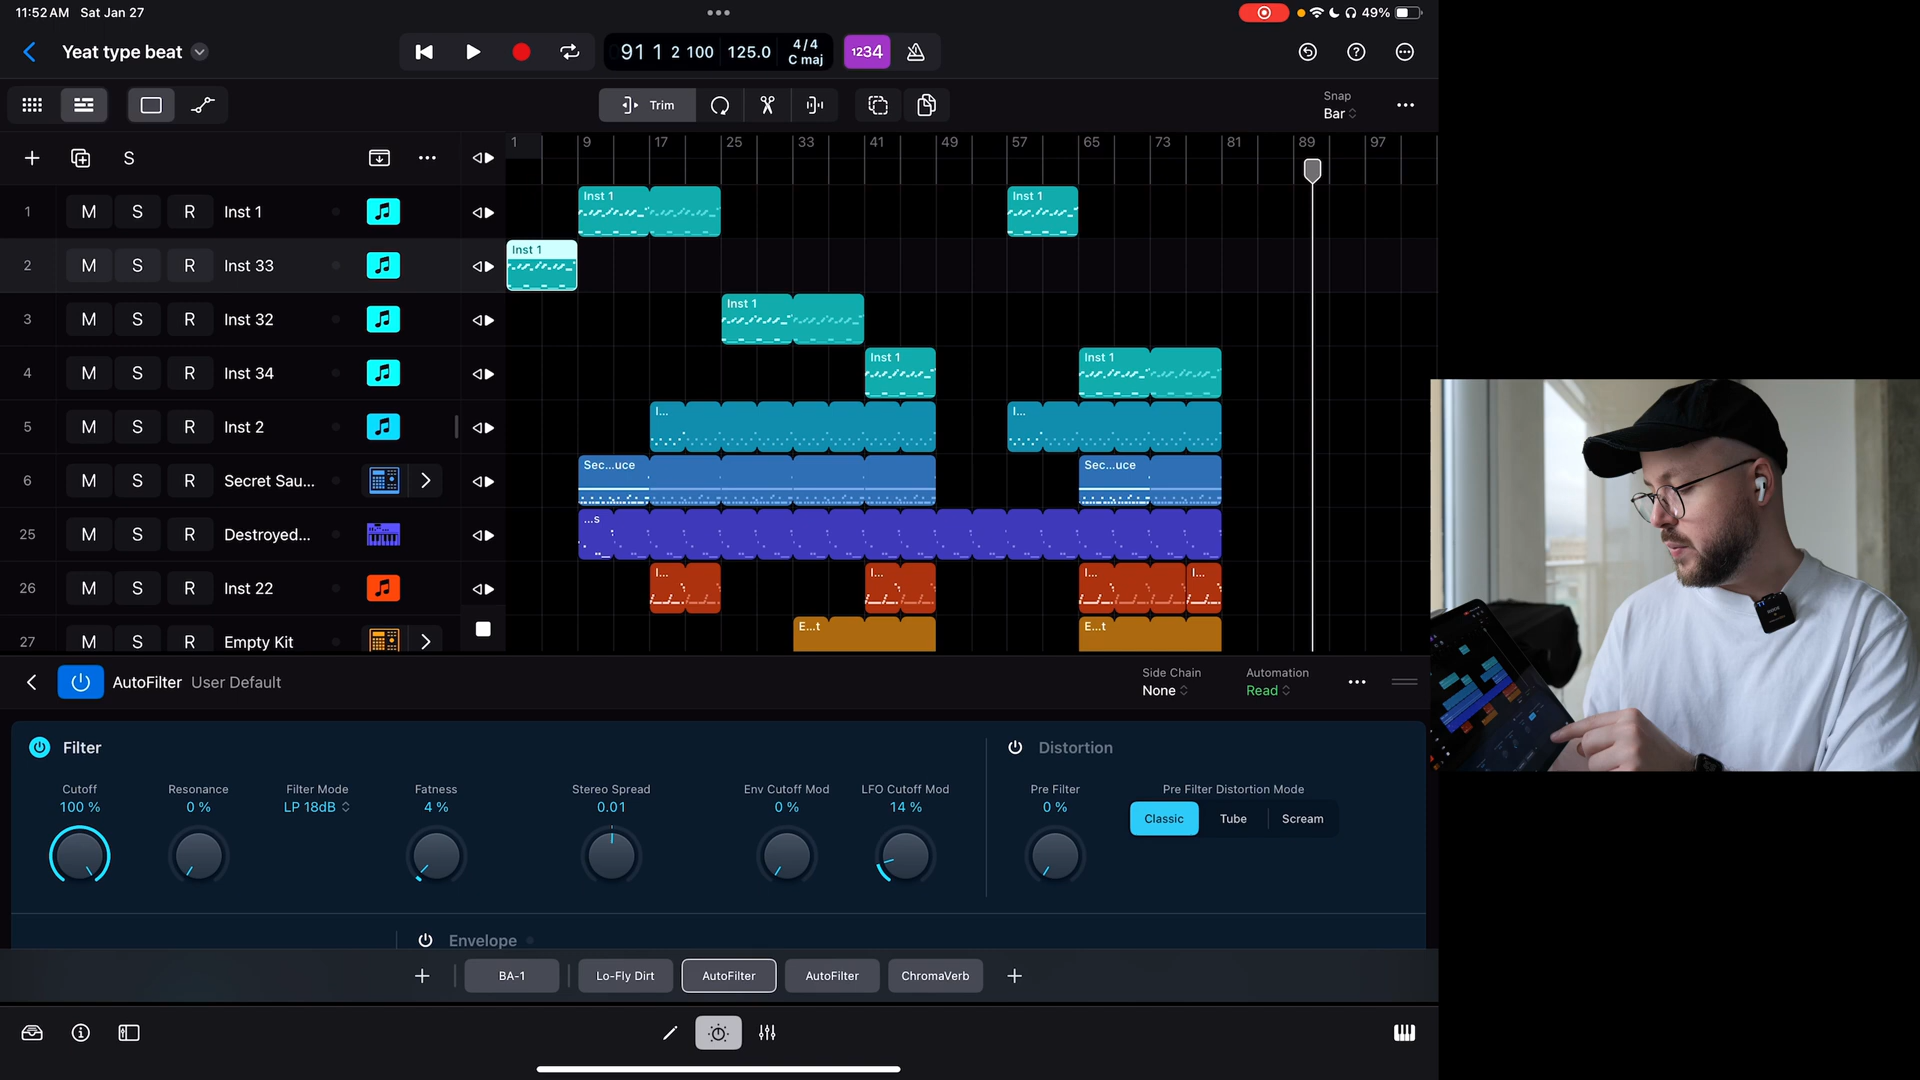 11:52 AM Sat Jan 27
49%
Yeat type beat
91 1 2 100 125.0 4/4 C maj 1234
Trim
Snap
Bar
S
1 9 17 25 33 41 49 57 65 73 81 89 97
1 M S R Inst 1
Inst 1
Inst 1
2 M S R Inst 33
Inst 1
3 M S R Inst 32
Inst 1
4 M S R Inst 34
Inst 1
Inst 1
5 M S R Inst 2
I...
I...
6 M S R Secret Sau...
Sec...uce
Sec...uce
25 M S R Destroyed...
...s
26 M S R Inst 22
I...
I...
I...
I...
27 M S R Empty Kit
E...t
E...t
AutoFilter User Default
Side Chain
None
Automation
Read
Filter
Distortion
Cutoff
100 %
Resonance
0 %
Filter Mode
LP 18dB
Fatness
4 %
Stereo Spread
0.01
Env Cutoff Mod
0 %
LFO Cutoff Mod
14 %
Pre Filter
0 %
Pre Filter Distortion Mode
Classic Tube Scream
Envelope
BA-1 Lo-Fly Dirt AutoFilter AutoFilter ChromaVerb